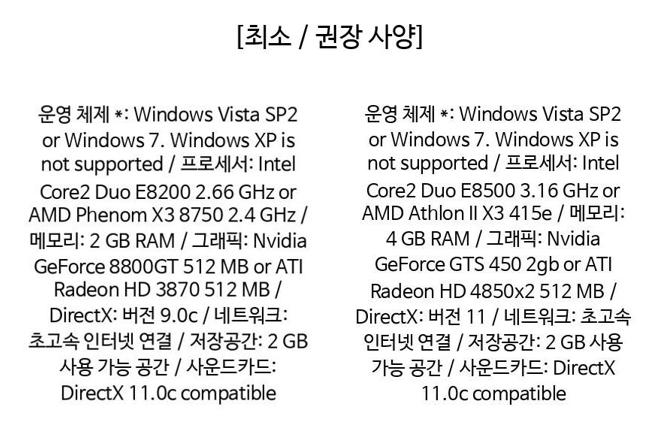 [최소 / 권장 사양]
운영 체제 *: Windows Vista SP2
or Windows 7. Windows XP is
not supported / 프로세서: Intel
Core2 Duo E8200 2.66 GHz or
AMD Phenom X3 8750 2.4 GHz /
메모리: 2 GB RAM / 그래픽: Nvidia
GeForce 8800GT 512 MB or ATI
Radeon HD 3870 512 MB /
DirectX: 버전 9.0c / 네트워크:
초고속 인터넷 연결 / 저장공간: 2 GB
사용 가능 공간 / 사운드카드:
DirectX 11.0c compatible
운영 체제 *: Windows Vista SP2
or Windows 7. Windows XP is
not supported / 프로세서: Intel
Core2 Duo E8500 3.16 GHz or
AMD Athlon II X3 415e / 메모리:
4 GB RAM / 그래픽: Nvidia
GeForce GTS 450 2gb or ATI
Radeon HD 4850x2 512 MB /
DirectX: 버전 11 / 네트워크: 초고속
인터넷 연결 / 저장공간: 2 GB 사용
가능 공간 / 사운드카드: DirectX
11.0c compatible